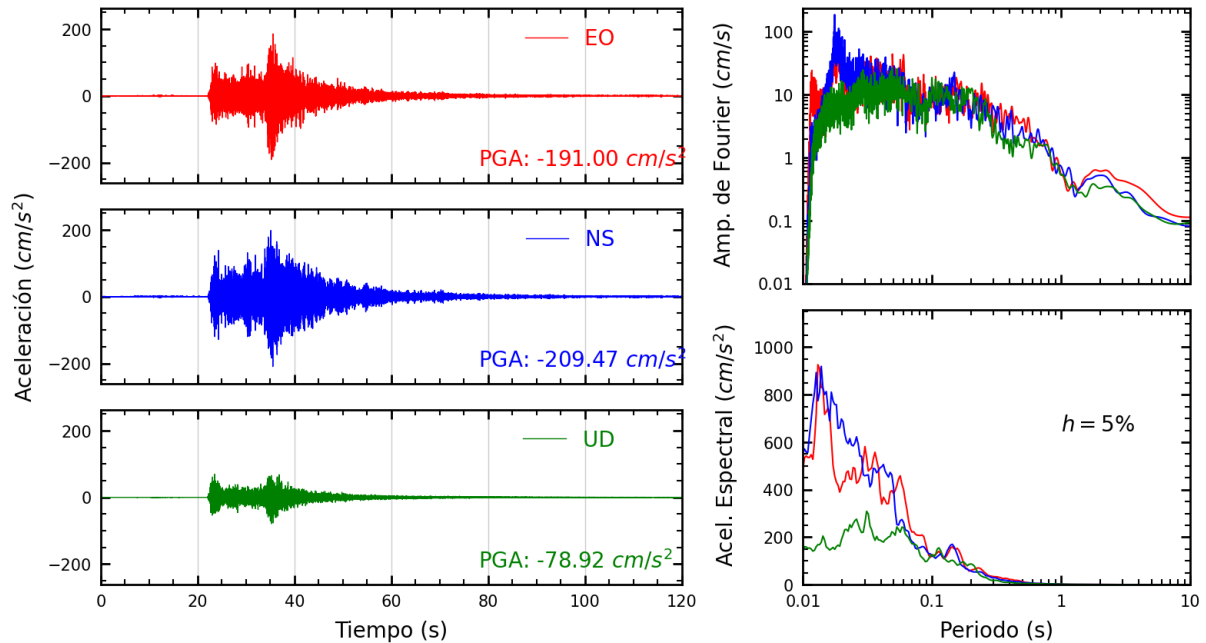 Aceleración (cm/s²)
200
0
−200
EO
PGA: -191.00 cm/s²
200
0
−200
NS
PGA: -209.47 cm/s²
200
0
−200
UD
PGA: -78.92 cm/s²
0
20
40
60
80
100
120
Tiempo (s)
Amp. de Fourier (cm/s)
100
10
1
0.1
0.01
Acel. Espectral (cm/s²)
1000
800
600
400
200
0
h = 5%
0.01
0.1
1
10
Periodo (s)